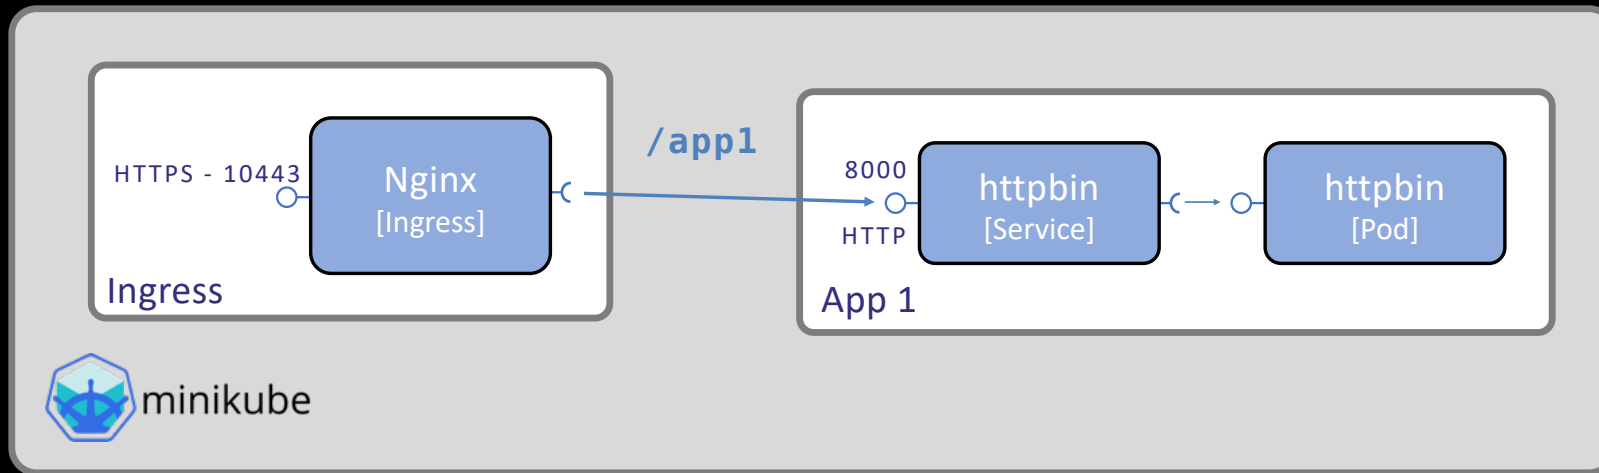 HTTPS - 10443
Nginx
[Ingress]
Ingress
/app1
8000
HTTP
httpbin
[Service]
httpbin
[Pod]
App 1
minikube